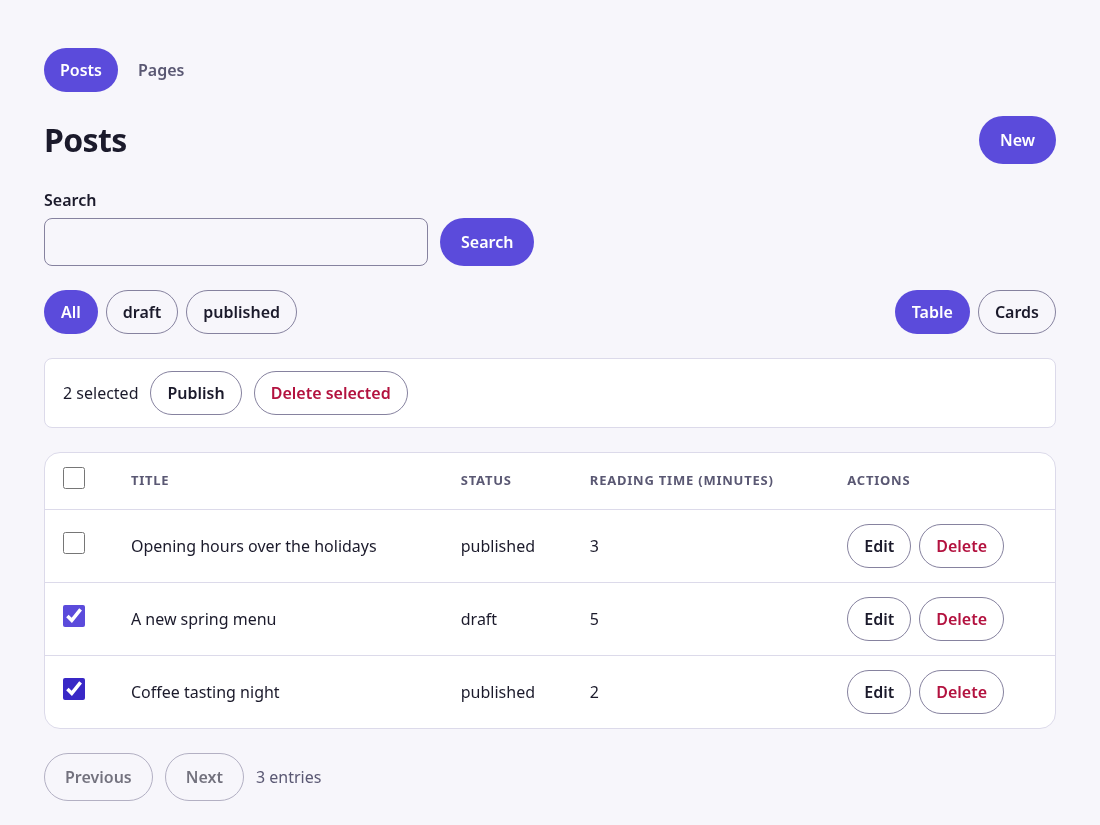 Posts Pages
Posts New
Search
Search
All draft published Table Cards
2 selected Publish Delete selected
TITLE STATUS READING TIME (MINUTES) ACTIONS
Opening hours over the holidays published 3 Edit Delete
A new spring menu draft 5 Edit Delete
Coffee tasting night published 2 Edit Delete
Previous Next 3 entries